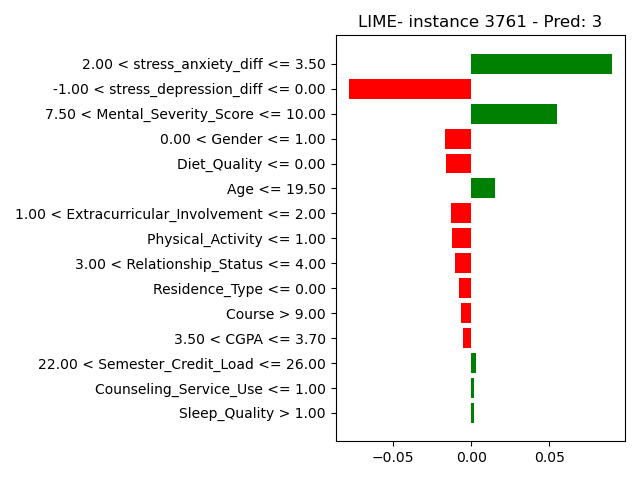 LIME- instance 3761 - Pred: 3
2.00 < stress_anxiety_diff <= 3.50
-1.00 < stress_depression_diff <= 0.00
7.50 < Mental_Severity_Score <= 10.00
0.00 < Gender <= 1.00
Diet_Quality <= 0.00
Age <= 19.50
1.00 < Extracurricular_Involvement <= 2.00
Physical_Activity <= 1.00
3.00 < Relationship_Status <= 4.00
Residence_Type <= 0.00
Course > 9.00
3.50 < CGPA <= 3.70
22.00 < Semester_Credit_Load <= 26.00
Counseling_Service_Use <= 1.00
Sleep_Quality > 1.00
−0.05 0.00 0.05